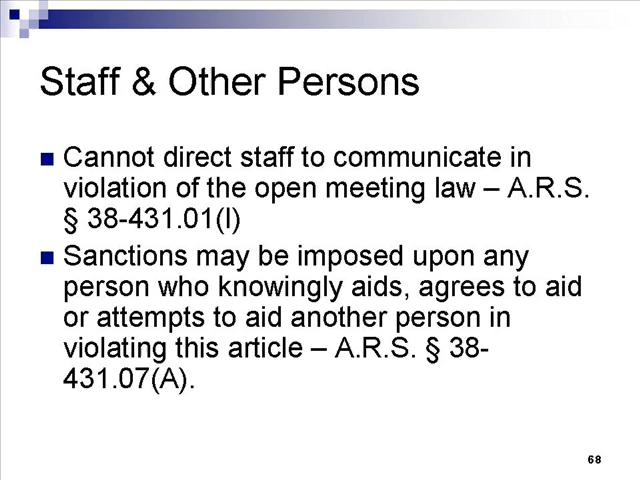 Staff & Other Persons
Cannot direct staff to communicate in
violation of the open meeting law – A.R.S.
§ 38-431.01(I)
Sanctions may be imposed upon any
person who knowingly aids, agrees to aid
or attempts to aid another person in
violating this article – A.R.S. § 38-
431.07(A).
68